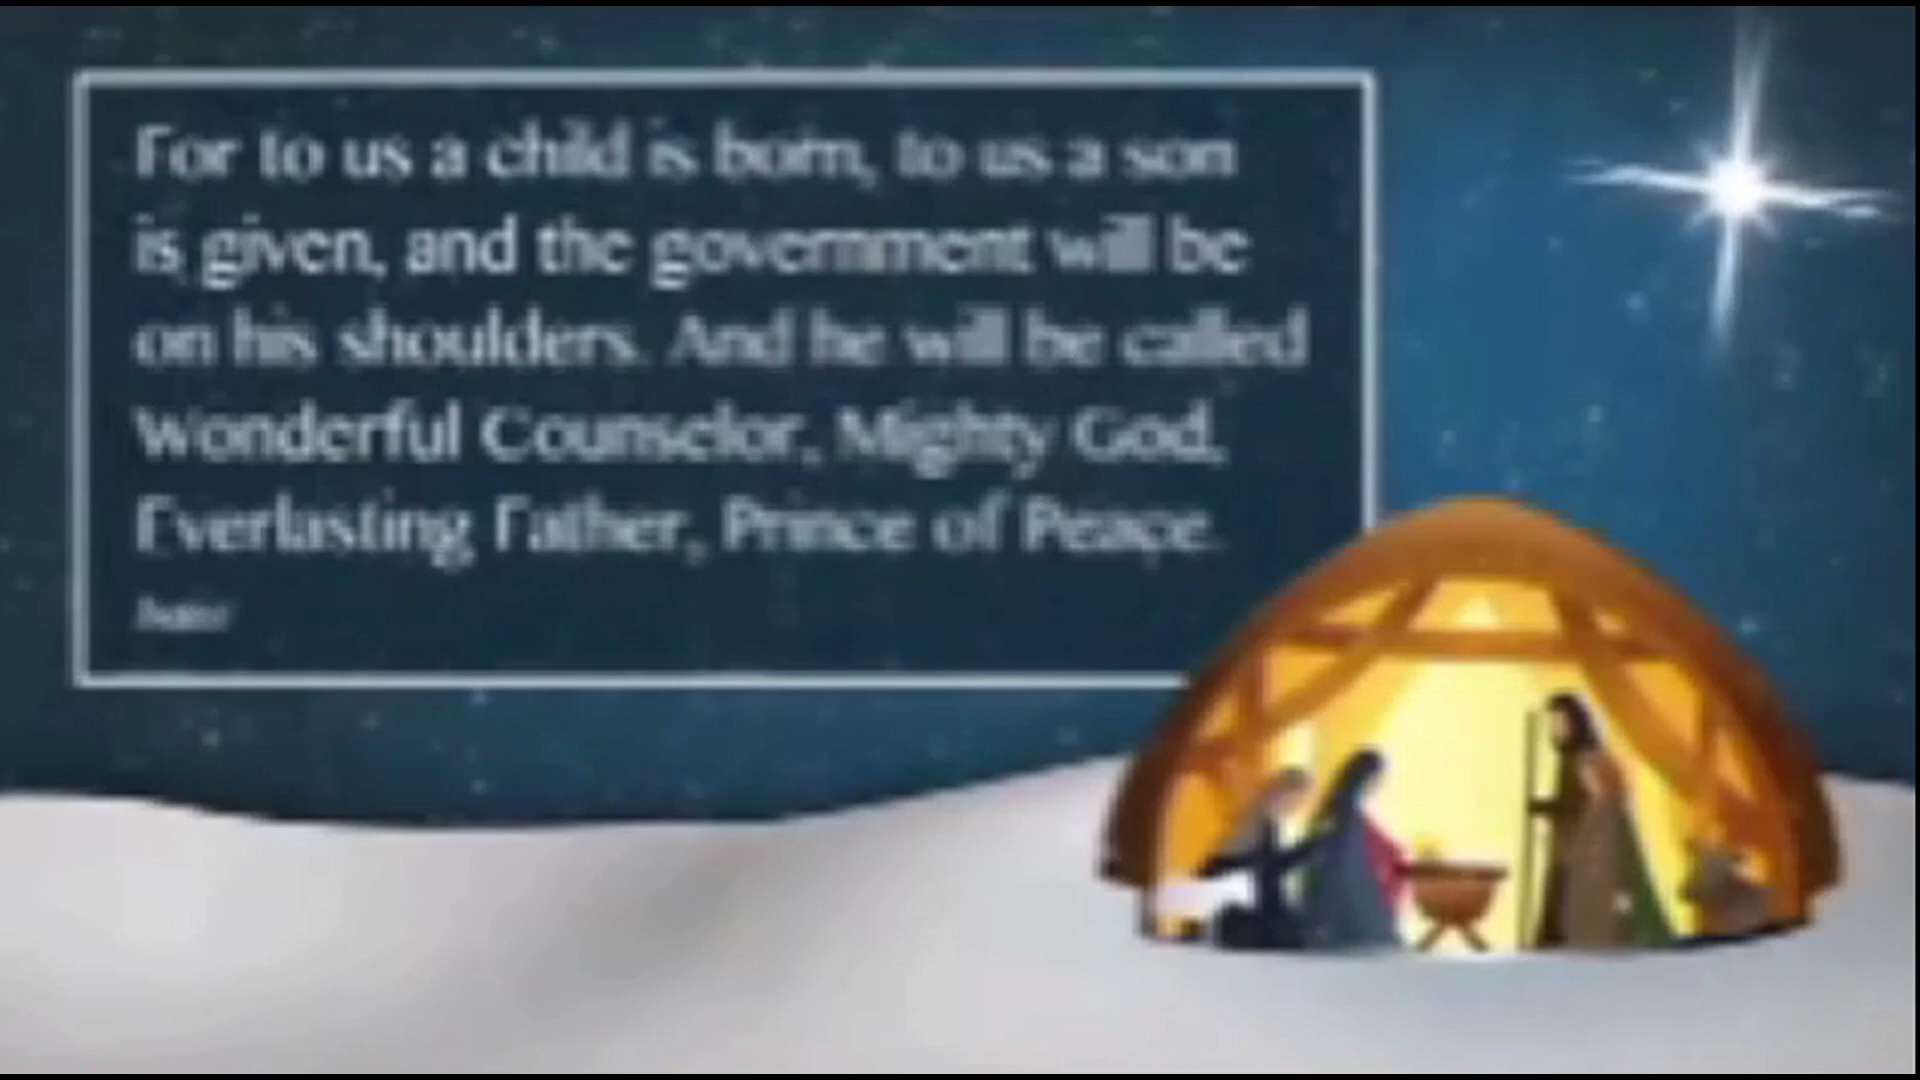 For to us a child is born, to us a son
is given, and the government will be
on his shoulders. And he will be called
Wonderful Counselor, Mighty God,
Everlasting Father, Prince of Peace.